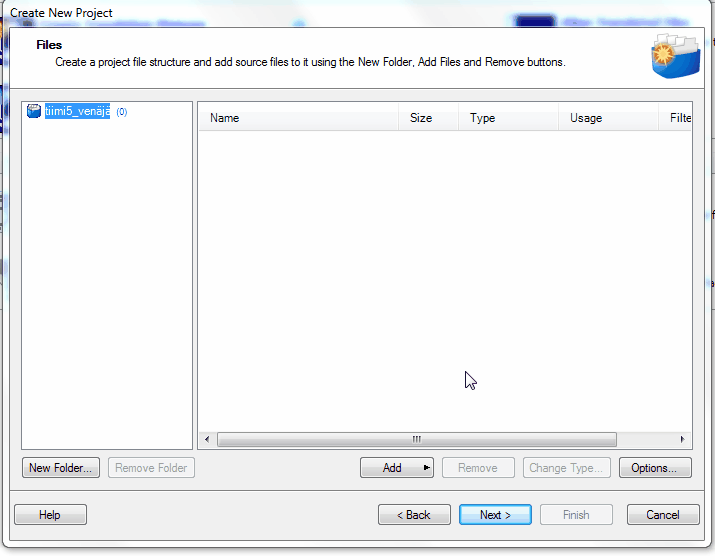 Create New Project
Files
Create a project file structure and add source files to it using the New Folder, Add Files and Remove buttons.
tiimi5_venäjä (0)
Name Size Type Usage Filte
New Folder... Remove Folder Add Remove Change Type... Options...
Help < Back Next > Finish Cancel